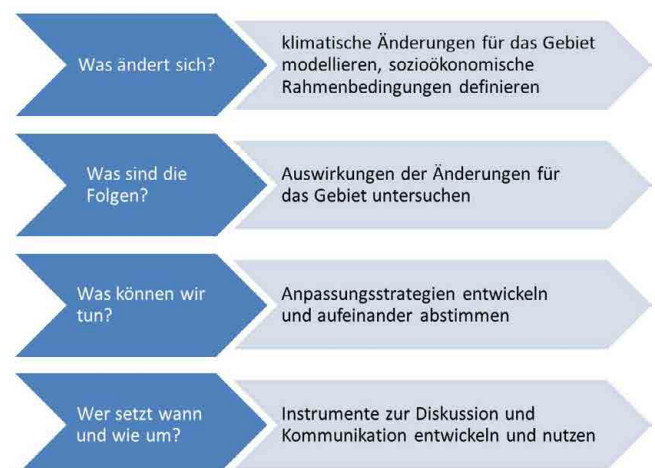 Was ändert sich?
klimatische Änderungen für das Gebiet
modellieren, sozioökonomische
Rahmenbedingungen definieren
Was sind die
Folgen?
Auswirkungen der Änderungen für
das Gebiet untersuchen
Was können wir
tun?
Anpassungsstrategien entwickeln
und aufeinander abstimmen
Wer setzt wann
und wie um?
Instrumente zur Diskussion und
Kommunikation entwickeln und nutzen